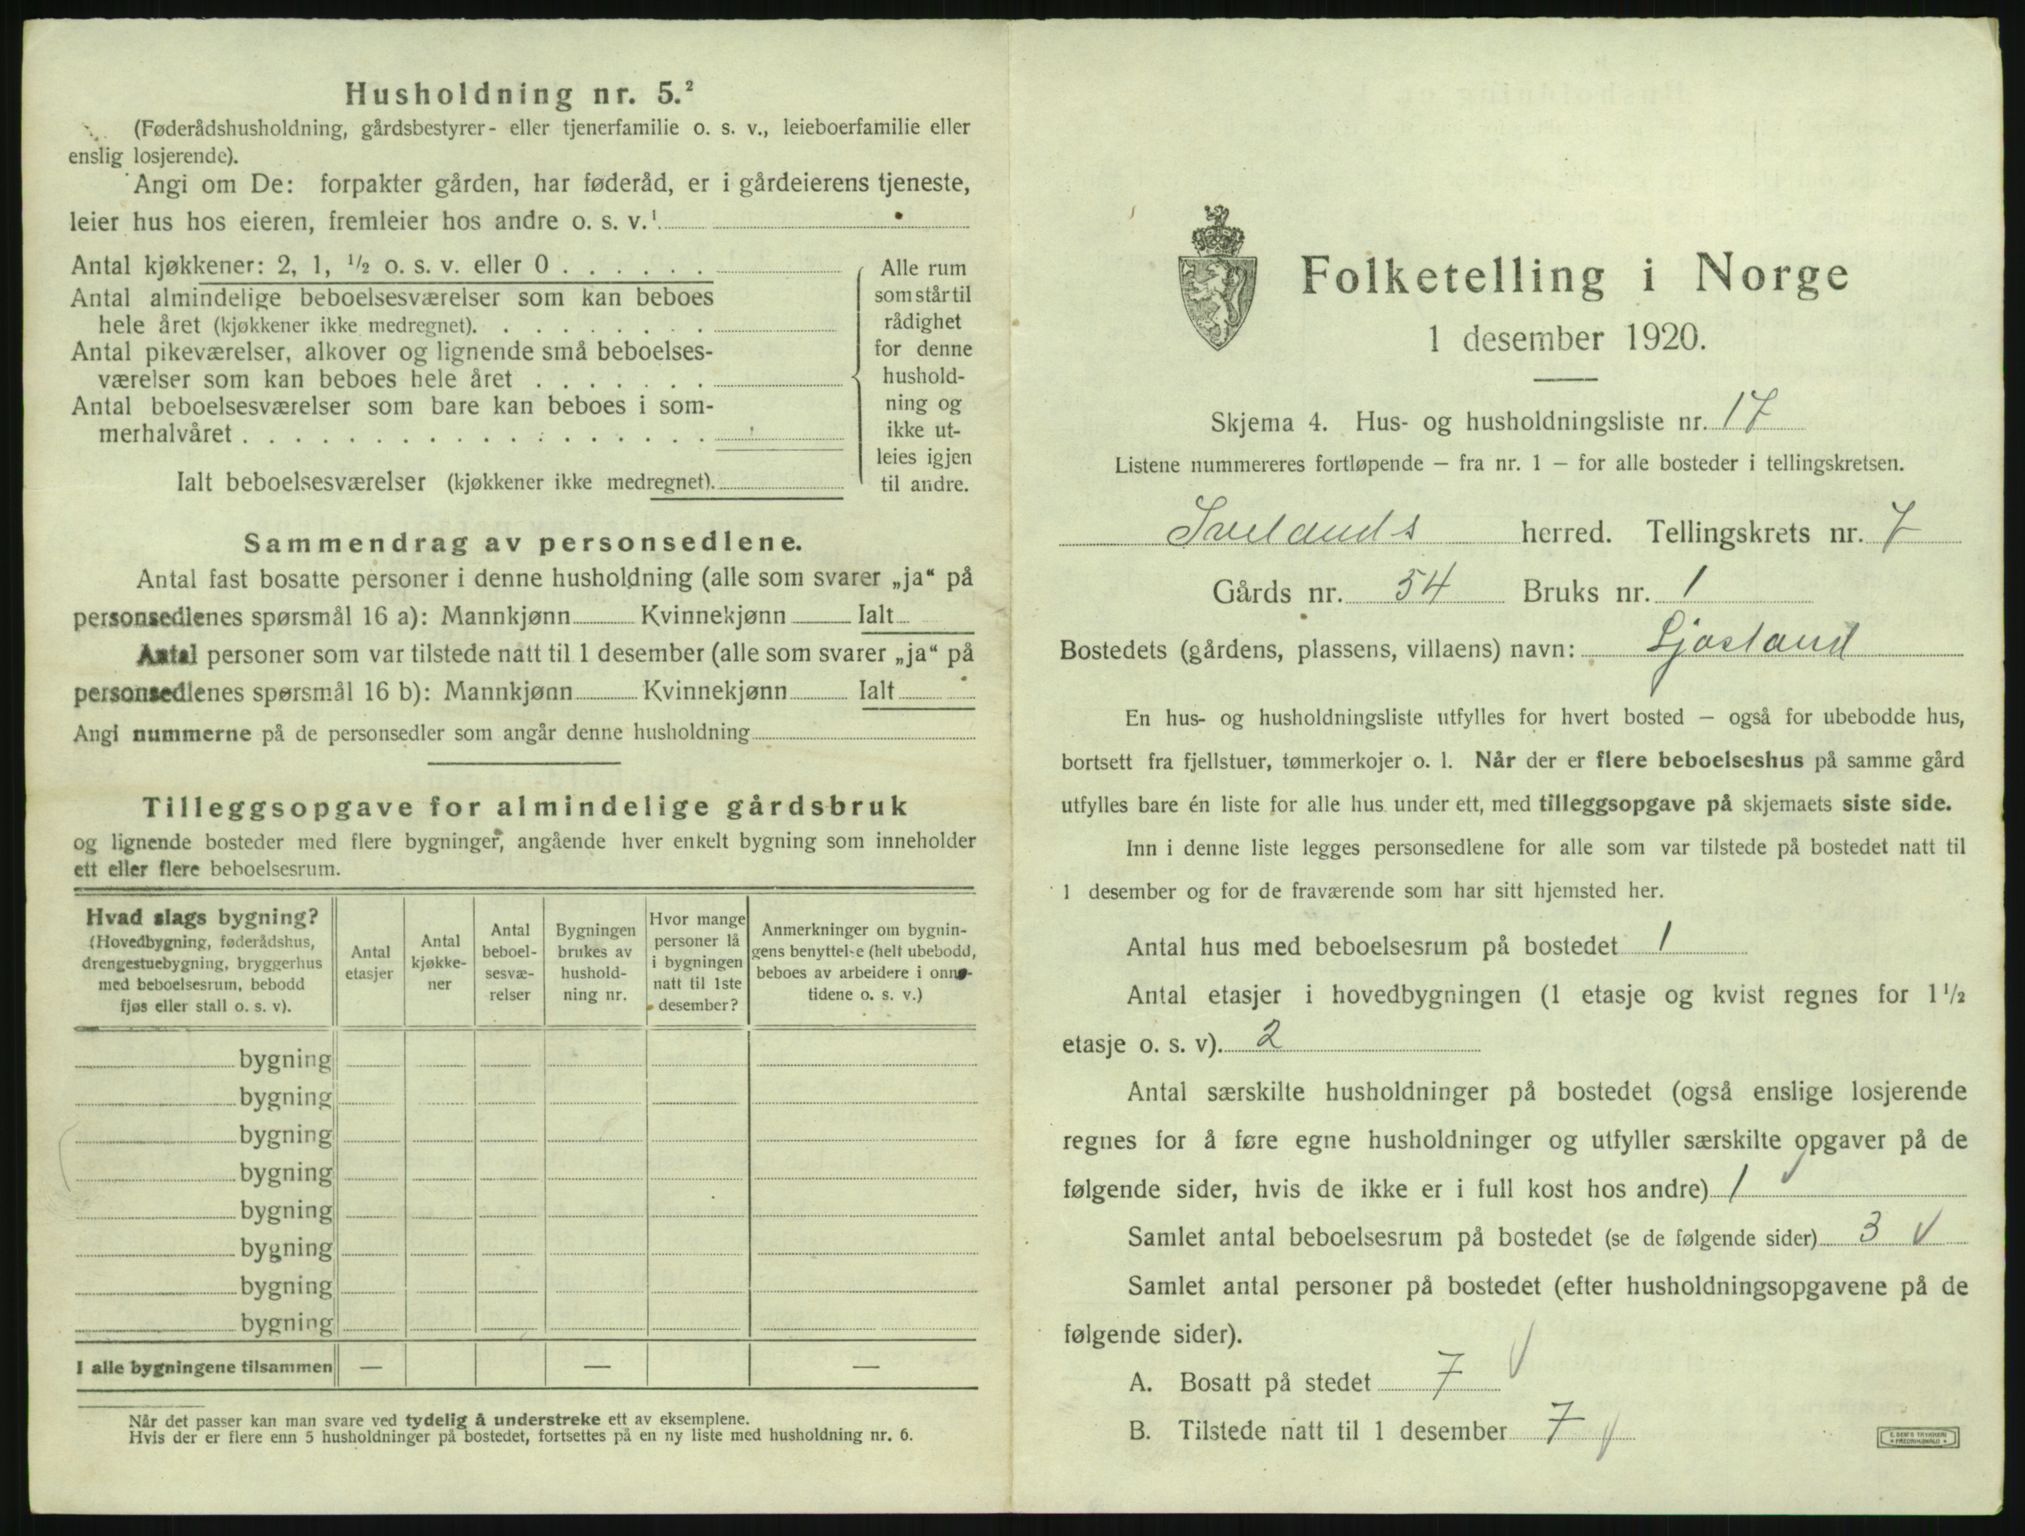 Husholdning nr. 5.²
(Føderådshusholdning, gårdsbestyrer- eller tjenerfamilie o. s. v., leieboerfamilie eller
enslig losjerende).
Angi om De: forpakter gården, har føderåd, er i gårdeierens tjeneste,
leier hus hos eieren, fremleier hos andre o. s. v.¹
Antal kjøkkener: 2, 1, ½ o. s. v. eller 0 . . . . . .
Antal almindelige beboelsesværelser som kan beboes
hele året (kjøkkener ikke medregnet). . . . . . . . .
Antal pikeværelser, alkover og lignende små beboelses-
værelser som kan beboes hele året . . . . . . .
Antal beboelsesværelser som bare kan beboes i som-
merhalvåret . . . . . . . . . . . . . . . . . .
Ialt beboelsesværelser (kjøkkener ikke medregnet).
Alle rum
som står til
rådighet
for denne
hushold-
ning og
ikke ut-
leies igjen
til andre.
Sammendrag av personsedlene.
Antal fast bosatte personer i denne husholdning (alle som svarer „ja“ på
personsedlenes spørsmål 16 a): Mannkjønn Kvinnekjønn Ialt
Antal personer som var tilstede natt til 1 desember (alle som svarer „ja“ på
personsedlenes spørsmål 16 b): Mannkjønn Kvinnekjønn Ialt
Angi nummerne på de personsedler som angår denne husholdning
Tilleggsopgave for almindelige gårdsbruk
og lignende bosteder med flere bygninger, angående hver enkelt bygning som inneholder
ett eller flere beboelsesrum.
Hvad slags bygning?
(Hovedbygning, føderådshus,
drengestuebygning, bryggerhus
med beboelsesrum, bebodd
fjøs eller stall o. s. v).
Antal
etasjer
Antal
kjøkke-
ner
Antal
beboel-
sesvæ-
relser
Bygningen
brukes av
hushold-
ning nr.
Hvor mange
personer lå
i bygningen
natt til 1ste
desember?
Anmerkninger om bygnin-
gens benyttelse (helt ubebodd,
beboes av arbeidere i onne-
tidene o. s. v.)
bygning
bygning
bygning
bygning
bygning
bygning
bygning
bygning
I alle bygningene tilsammen — — —
Når det passer kan man svare ved tydelig å understreke ett av eksemplene.
Hvis der er flere enn 5 husholdninger på bostedet, fortsettes på en ny liste med husholdning nr. 6.
Folketelling i Norge
1 desember 1920.
Skjema 4. Hus- og husholdningsliste nr. 17
Listene nummereres fortløpende – fra nr. 1 – for alle bosteder i tellingskretsen.
Ivelands herred. Tellingskrets nr. 7
Gårds nr. 54 Bruks nr. 1
Bostedets (gårdens, plassens, villaens) navn: Ljosland
En hus- og husholdningsliste utfylles for hvert bosted – også for ubebodde hus,
bortsett fra fjellstuer, tømmerkojer o. l. Når der er flere beboelseshus på samme gård
utfylles bare én liste for alle hus under ett, med tilleggsopgave på skjemaets siste side.
Inn i denne liste legges personsedlene for alle som var tilstede på bostedet natt til
1 desember og for de fraværende som har sitt hjemsted her.
Antal hus med beboelsesrum på bostedet 1
Antal etasjer i hovedbygningen (1 etasje og kvist regnes for 1½
etasje o. s. v). 2
Antal særskilte husholdninger på bostedet (også enslige losjerende
regnes for å føre egne husholdninger og utfyller særskilte opgaver på de
følgende sider, hvis de ikke er i full kost hos andre) 1
Samlet antal beboelsesrum på bostedet (se de følgende sider) 3
Samlet antal personer på bostedet (efter husholdningsopgavene på de
følgende sider).
A. Bosatt på stedet 7
B. Tilstede natt til 1 desember 7